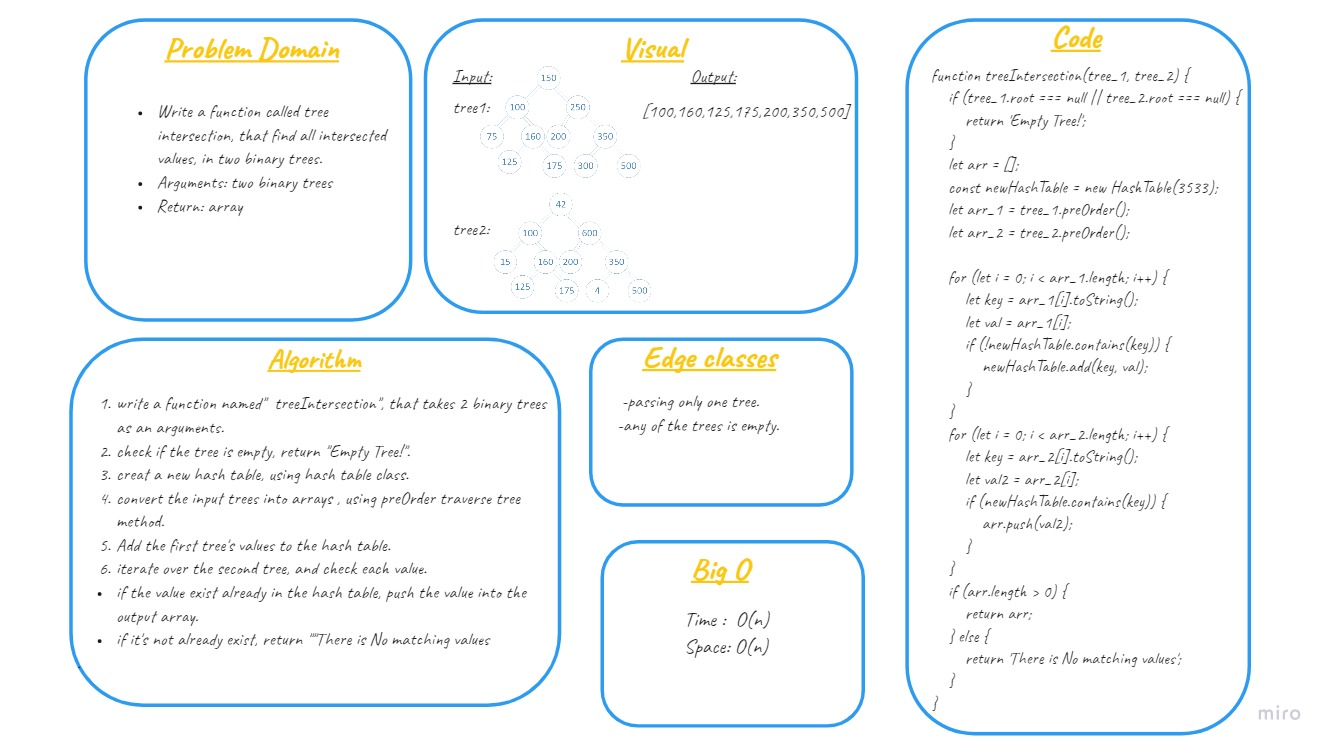 Problem Domain
• Write a function called tree
intersection, that find all intersected
values, in two binary trees.
• Arguments: two binary trees
• Return: array
Visual
Input:
Output:
tree1:
150
100 250
75 160 200 350
125 175 300 500
[100,160,125,175,200,350,500]
tree2:
42
100 600
15 160 200 350
125 175 4 500
Algorithm
1. write a function named" treeIntersection", that takes 2 binary trees
as an arguments.
2. check if the tree is empty, return "Empty Tree!".
3. creat a new hash table, using hash table class.
4. convert the input trees into arrays , using preOrder traverse tree
method.
5. Add the first tree's values to the hash table.
6. iterate over the second tree, and check each value.
• if the value exist already in the hash table, push the value into the
output array.
• if it's not already exist, return ""There is No matching values
Edge classes
-passing only one tree.
-any of the trees is empty.
Big O
Time : O(n)
Space: O(n)
Code
function treeIntersection(tree_1, tree_2) {
if (tree_1.root === null || tree_2.root === null) {
return 'Empty Tree!';
}
let arr = [];
const newHashTable = new HashTable(3533);
let arr_1 = tree_1.preOrder();
let arr_2 = tree_2.preOrder();
for (let i = 0; i < arr_1.length; i++) {
let key = arr_1[i].toString();
let val = arr_1[i];
if (!newHashTable.contains(key)) {
newHashTable.add(key, val);
}
}
for (let i = 0; i < arr_2.length; i++) {
let key = arr_2[i].toString();
let val2 = arr_2[i];
if (newHashTable.contains(key)) {
arr.push(val2);
}
}
if (arr.length > 0) {
return arr;
} else {
return 'There is No matching values';
}
}
miro